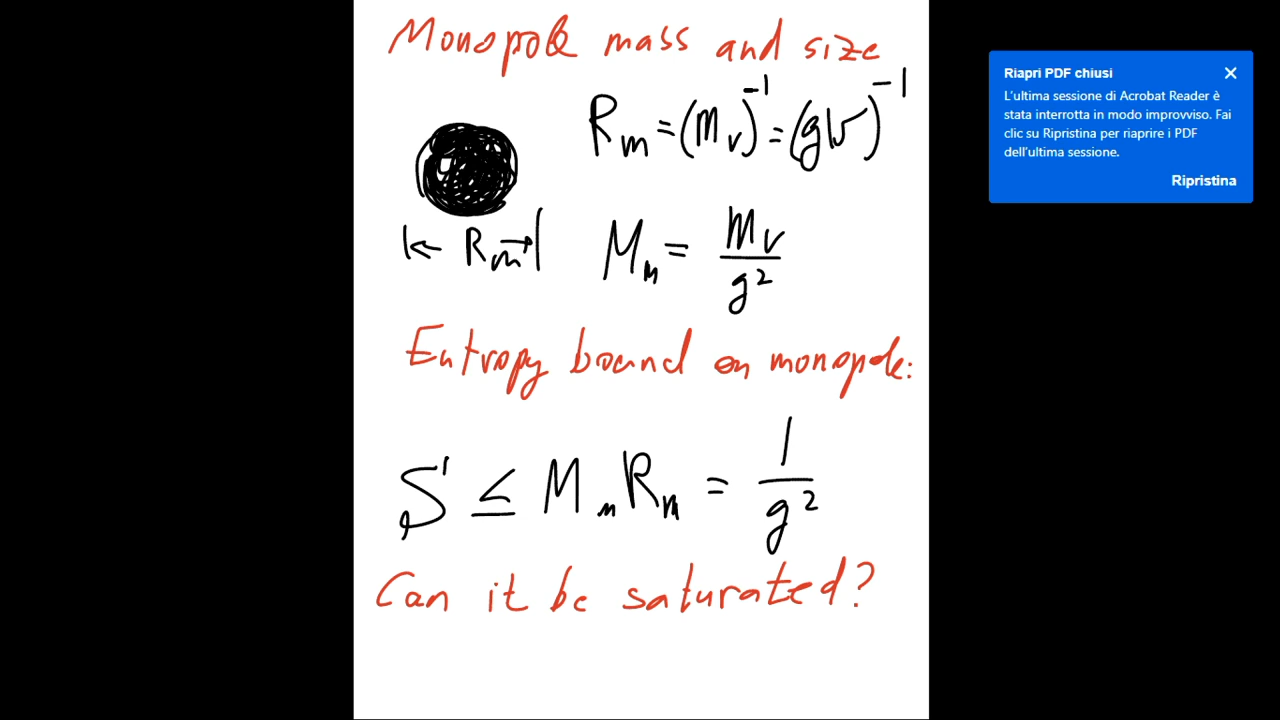 Monopole mass and size
R_m = (m_v)^{-1} = (gv)^{-1}
|← R_m →|
M_m = m_v / g^2
Entropy bound on monopole:
S ≤ M_m R_m = 1 / g^2
Can it be saturated?
Riapri PDF chiusi
L'ultima sessione di Acrobat Reader è
stata interrotta in modo improvviso. Fai
clic su Ripristina per riaprire i PDF
dell'ultima sessione.
Ripristina